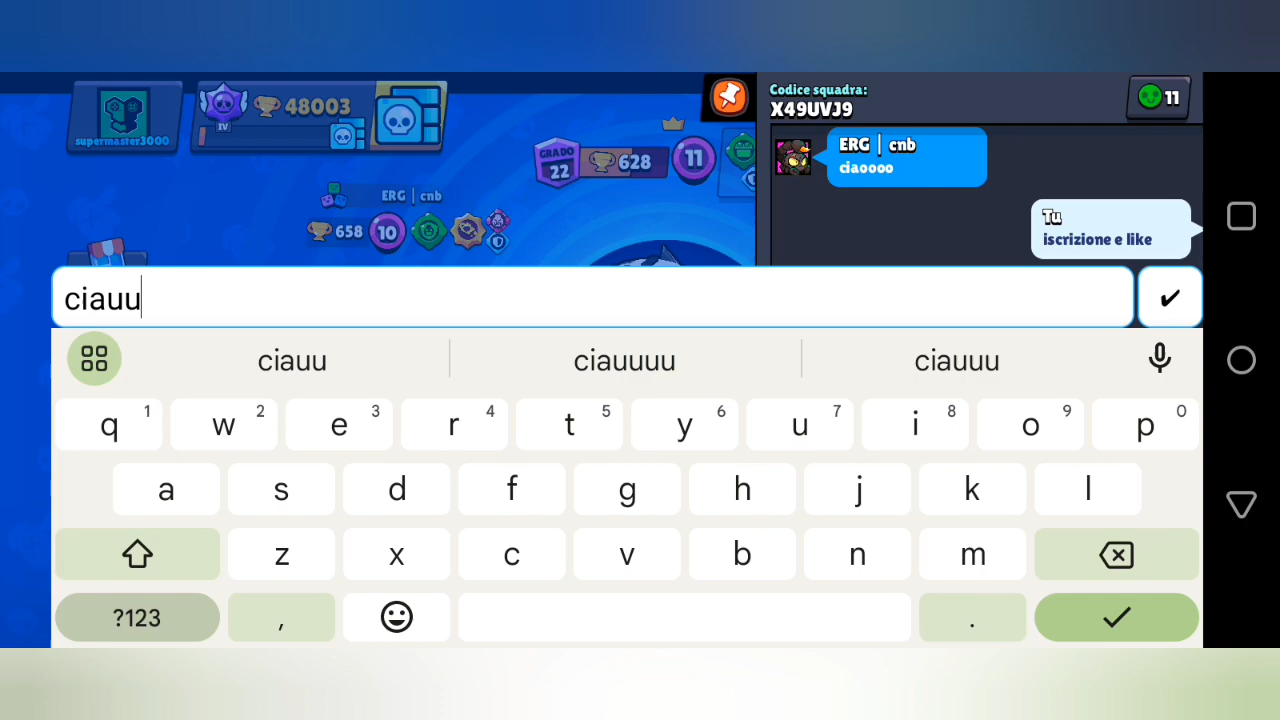 supermaster3000
IV
48003
GRADO
22
628
11
ERG | cnb
658
10
Codice squadra:
X49UVJ9
11
ERG | cnb
ciaoooo
Tu
iscrizione e like
ciauu
ciauu ciauuuu ciauuu
q 1 w 2 e 3 r 4 t 5 y 6 u 7 i 8 o 9 p 0
a s d f g h j k l
z x c v b n m
?123 , .